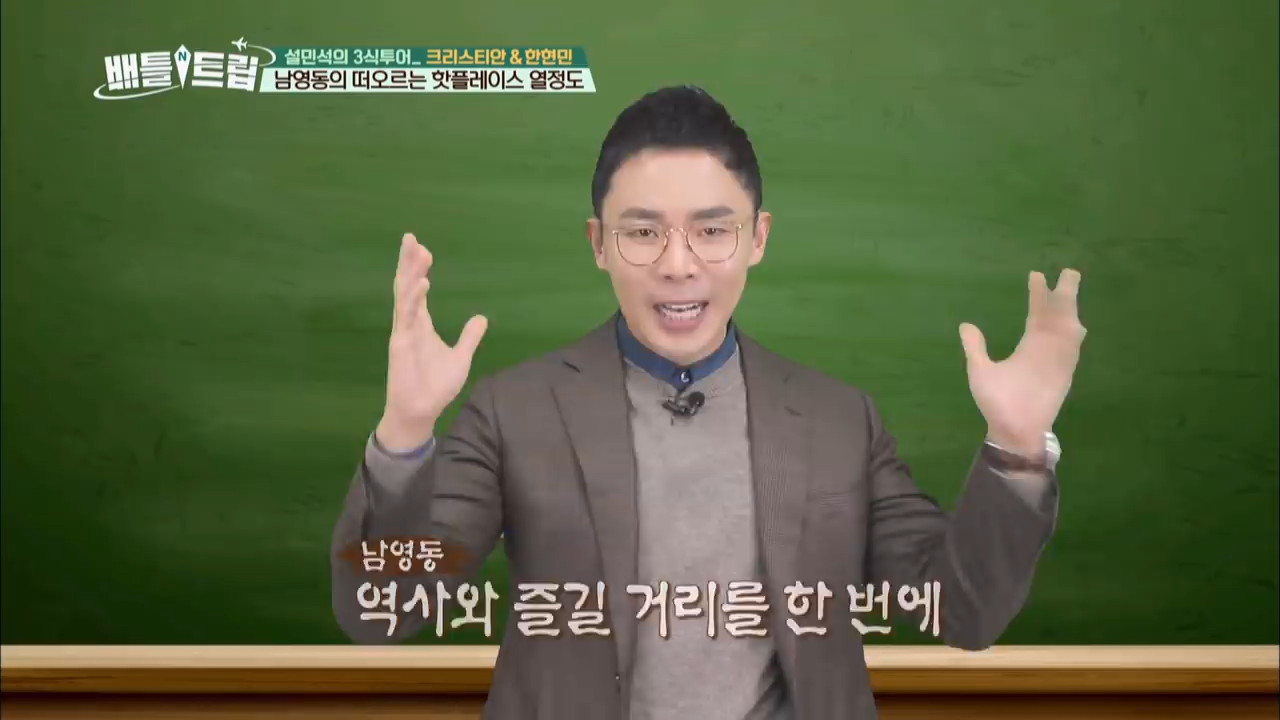 배틀트립
설민석의 3식투어_ 크리스티안 & 한현민
남영동의 떠오르는 핫플레이스 열정도
남영동
역사와 즐길 거리를 한 번에